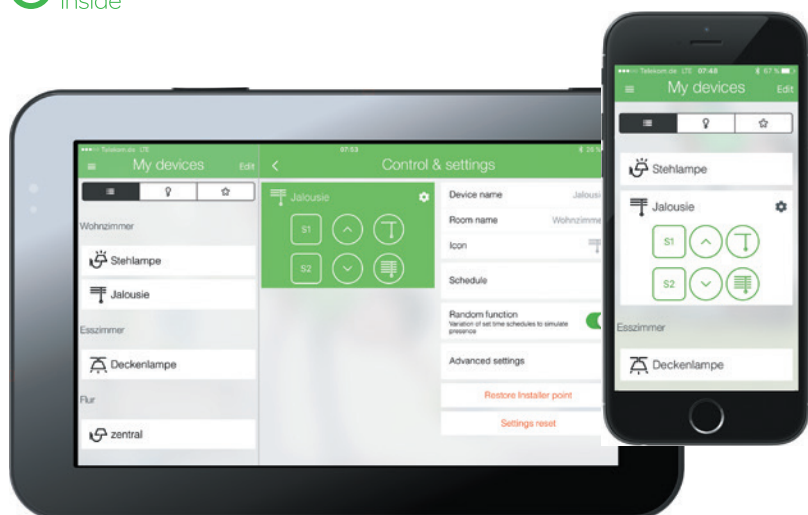 inside
Telekom.de LTE
07:53
My devices
Edit
Control & settings
Wohnzimmer
Stehlampe
Jalousie
Esszimmer
Deckenlampe
Flur
zentral
Jalousie
S1
S2
Device name
Jalousi
Room name
Wohnzimme
Icon
Schedule
Random function
Variation of set time schedules to simulate
presence
Advanced settings
Restore Installer point
Settings reset
Telekom.de LTE 07:48 67 %
My devices
Edit
Stehlampe
Jalousie
S1
S2
Esszimmer
Deckenlampe